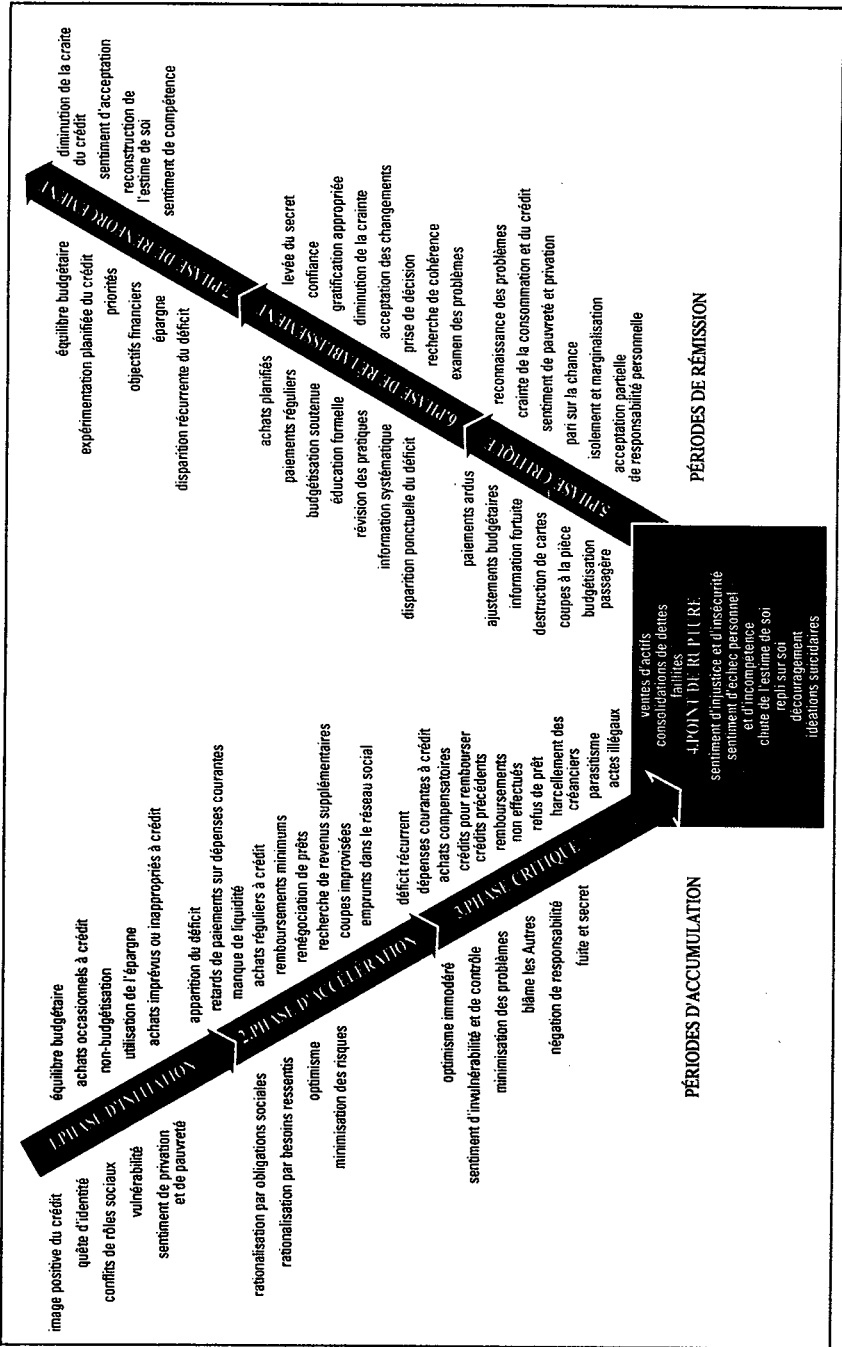 image positive du crédit
quête d'identité
conflits de rôles sociaux
vulnérabilité
sentiment de privation
et de pauvreté
1.PHASE D'INITIATION
équilibre budgétaire
achats occasionnels à crédit
non-budgétisation
utilisation de l'épargne
achats imprévus ou inappropriés à crédit
rationalisation par obligations sociales
rationalisation par besoins ressentis
optimisme
minimisation des risques
2.PHASE D'ACCÉLÉRATION
apparition du déficit
retards de paiements sur dépenses courantes
manque de liquidité
achats réguliers à crédit
remboursements minimums
renégociation de prêts
recherche de revenus supplémentaires
coupes improvisées
emprunts dans le réseau social
optimisme immodéré
sentiment d'invulnérabilité et de contrôle
minimisation des problèmes
blâme les Autres
négation de responsabilité
fuite et secret
3.PHASE CRITIQUE
déficit récurrent
dépenses courantes à crédit
achats compensatoires
crédits pour rembourser
crédits précédents
remboursements
non effectués
refus de prêt
harcellement des
créanciers
parasitisme
actes illégaux
PÉRIODES D'ACCUMULATION
ventes d'actifs
consolidations de dettes
faillites
4.POINT DE RUPTURE
sentiment d'injustice et d'insécurité
sentiment d'échec personnel
et d'incompétence
chute de l'estime de soi
repli sur soi
découragement
idéations suicidaires
paiements ardus
ajustements budgétaires
information fortuite
destruction de cartes
coupes à la pièce
budgétisation
passagère
5.PHASE CRITIQUE
reconnaissance des problèmes
crainte de la consommation et du crédit
sentiment de pauvreté et privation
pari sur la chance
isolement et marginalisation
acceptation partielle
de responsabilité personnelle
achats planifiés
paiements réguliers
budgétisation soutenue
éducation formelle
révision des pratiques
information systématique
disparition ponctuelle du déficit
6.PHASE DE RÉTABLISSEMENT
levée du secret
confiance
gratification appropriée
diminution de la crainte
acceptation des changements
prise de décision
recherche de cohérence
examen des problèmes
équilibre budgétaire
expérimentation planifiée du crédit
priorités
objectifs financiers
épargne
disparition récurrente du déficit
7.PHASE DE RENFORCEMENT
diminution de la craite
du crédit
sentiment d'acceptation
reconstruction de
l'estime de soi
sentiment de compétence
PÉRIODES DE RÉMISSION